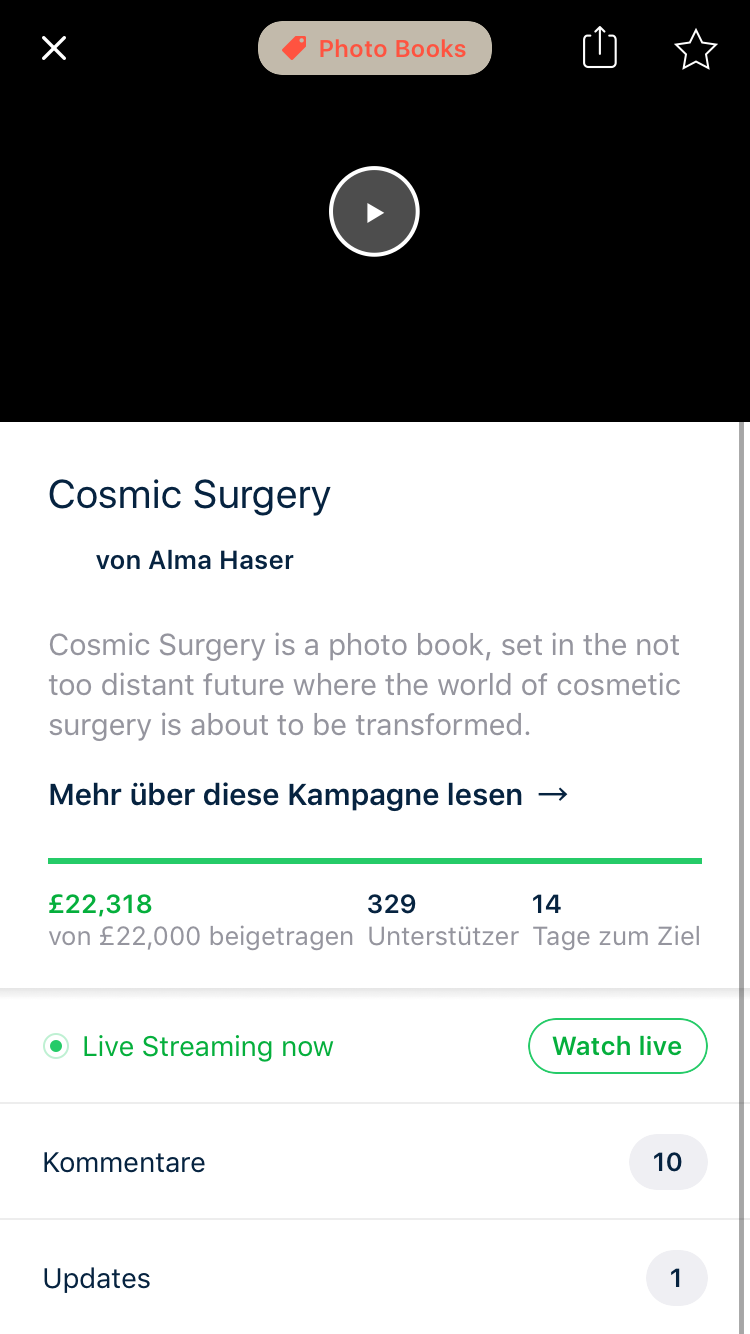 Photo Books
Cosmic Surgery
von Alma Haser
Cosmic Surgery is a photo book, set in the not
too distant future where the world of cosmetic
surgery is about to be transformed.
Mehr über diese Kampagne lesen →
£22,318 329 14
von £22,000 beigetragen Unterstützer Tage zum Ziel
Live Streaming now Watch live
Kommentare 10
Updates 1